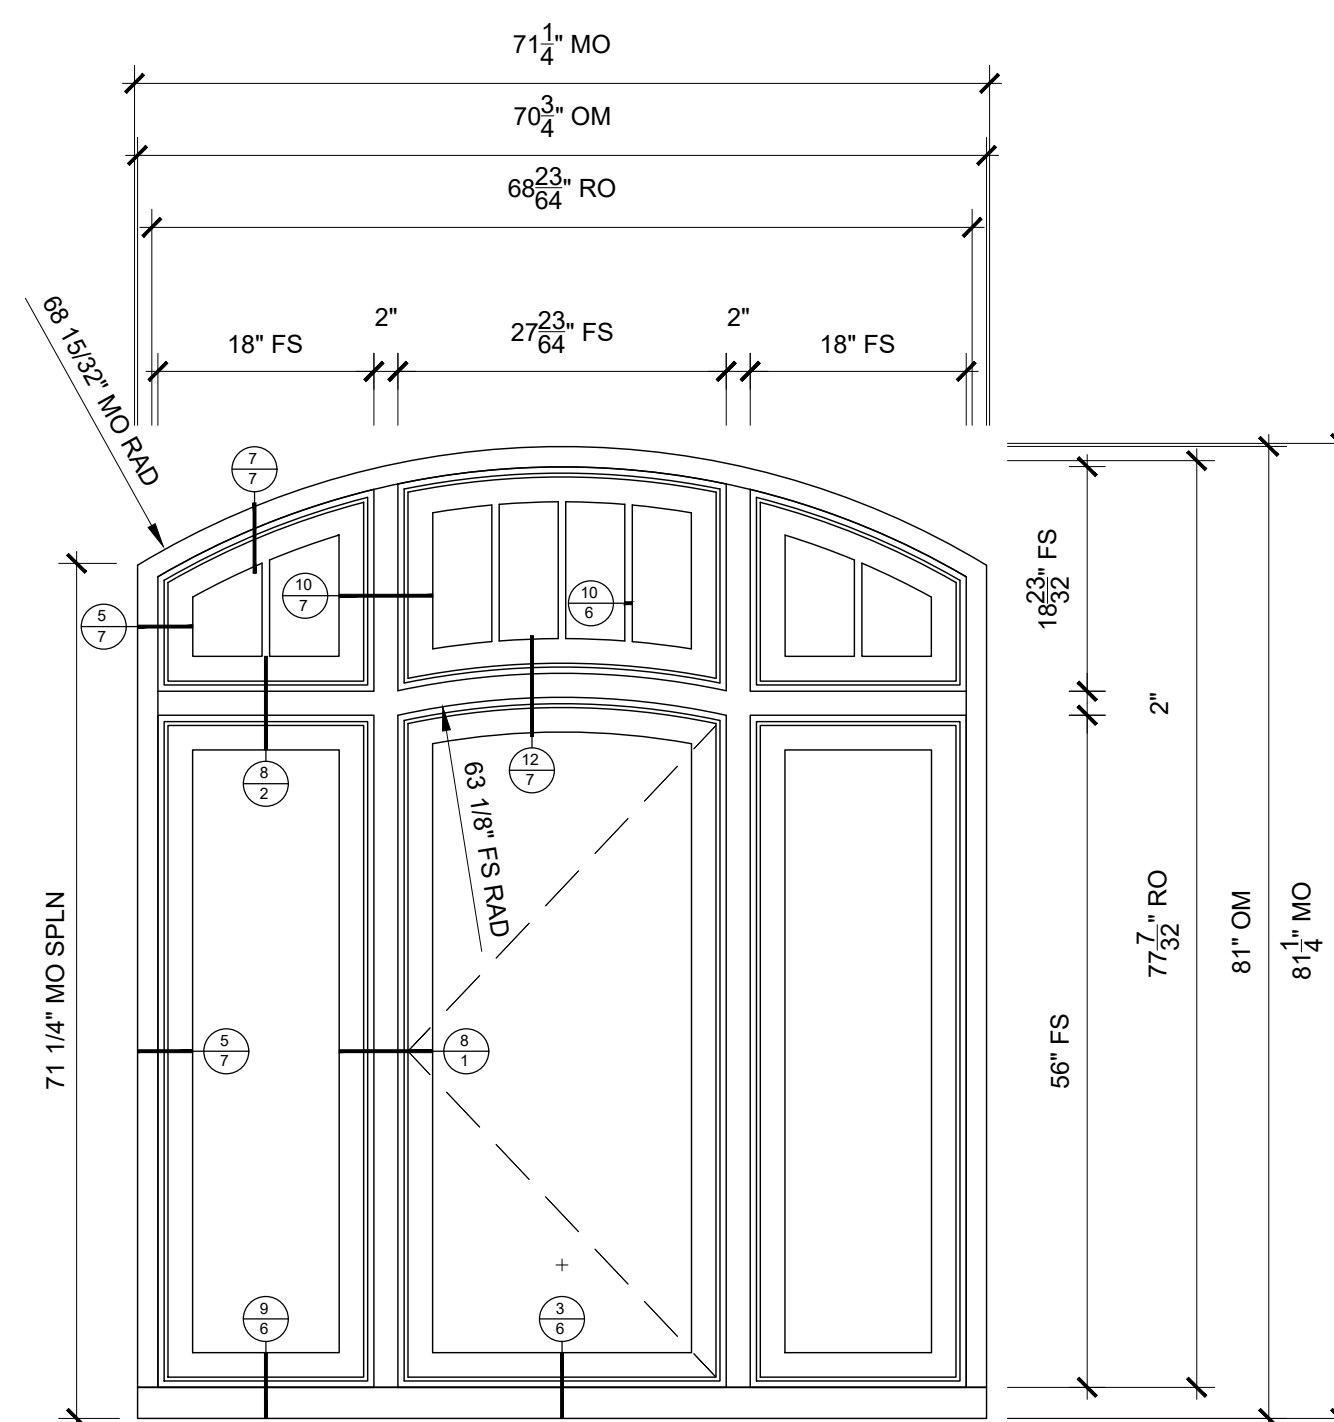 71 1/4" MO
70 3/4" OM
68 23/64" RO
2"
27 23/64" FS
2"
18" FS
18" FS
68 15/32" MO RAD
7
7
10
7
10
6
5
7
18 23/32" FS
2"
12
7
8
2
63 1/8" FS RAD
71 1/4" MO SPLN
77 7/32" RO
81" OM
81 1/4" MO
5
7
8
1
56" FS
9
6
3
6